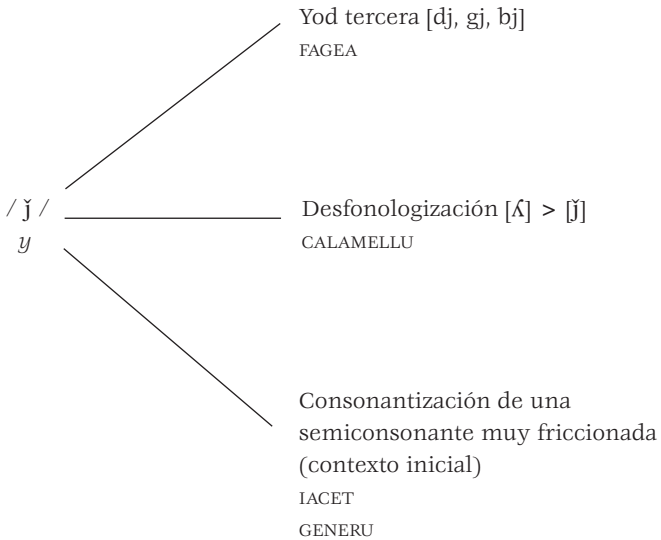 Yod tercera [dj, gj, bj]
FAGEA
/ ǰ /
y
Desfonologización [ʎ] > [ǰ]
CALAMELLU
Consonantización de una
semiconsonante muy friccionada
(contexto inicial)
IACET
GENERU